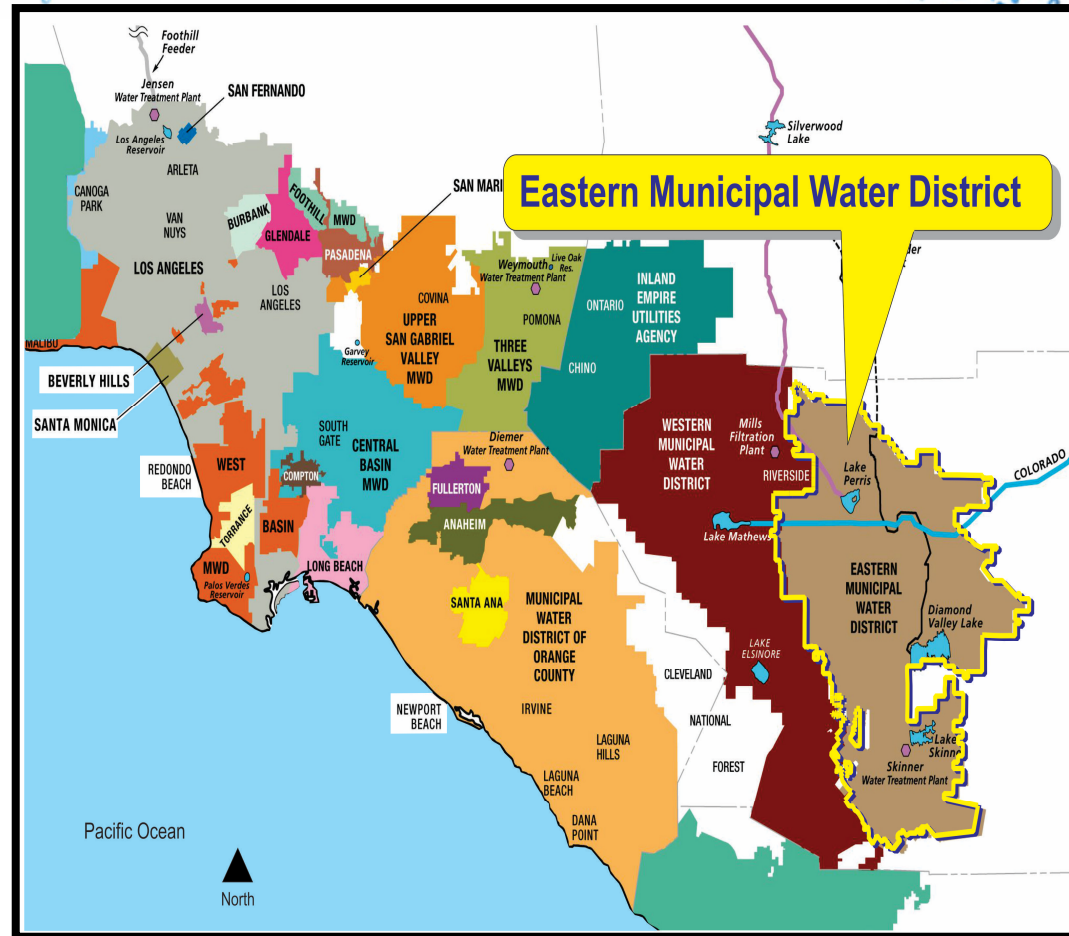 Foothill
Feeder
Jensen
Water Treatment Plant
SAN FERNANDO
Los Angeles
Reservoir
Silverwood
Lake
ARLETA
CANOGA
PARK
VAN
NUYS
BURBANK
GLENDALE
FOOTHILL
MWD
PASADENA
SAN MARI
Eastern Municipal Water District
LOS ANGELES
LOS
ANGELES
Weymouth
Water Treatment Plant
Live Oak
Res.
COVINA
UPPER
SAN GABRIEL
VALLEY
MWD
POMONA
THREE
VALLEYS
MWD
ONTARIO
INLAND
EMPIRE
UTILITIES
AGENCY
CHINO
MALIBU
Garvey
Reservoir
BEVERLY HILLS
SANTA MONICA
SOUTH
GATE
CENTRAL
BASIN
MWD
Diemer
Water Treatment Plant
WESTERN
MUNICIPAL
WATER
DISTRICT
Mills
Filtration
Plant
RIVERSIDE
Lake
Perris
COLORADO
REDONDO
BEACH
WEST
BASIN
MWD
COMPTON
FULLERTON
TORRANCE
ANAHEIM
Lake Mathews
LONG BEACH
Palos Verdes
Reservoir
SANTA ANA
MUNICIPAL
WATER
DISTRICT OF
ORANGE
COUNTY
EASTERN
MUNICIPAL
WATER
DISTRICT
Diamond
Valley Lake
LAKE
ELSINORE
CLEVELAND
NATIONAL
FOREST
NEWPORT
BEACH
IRVINE
LAGUNA
HILLS
LAGUNA
BEACH
DANA
POINT
Lake
Skinne
Skinner
Water Treatment Plant
Pacific Ocean
North